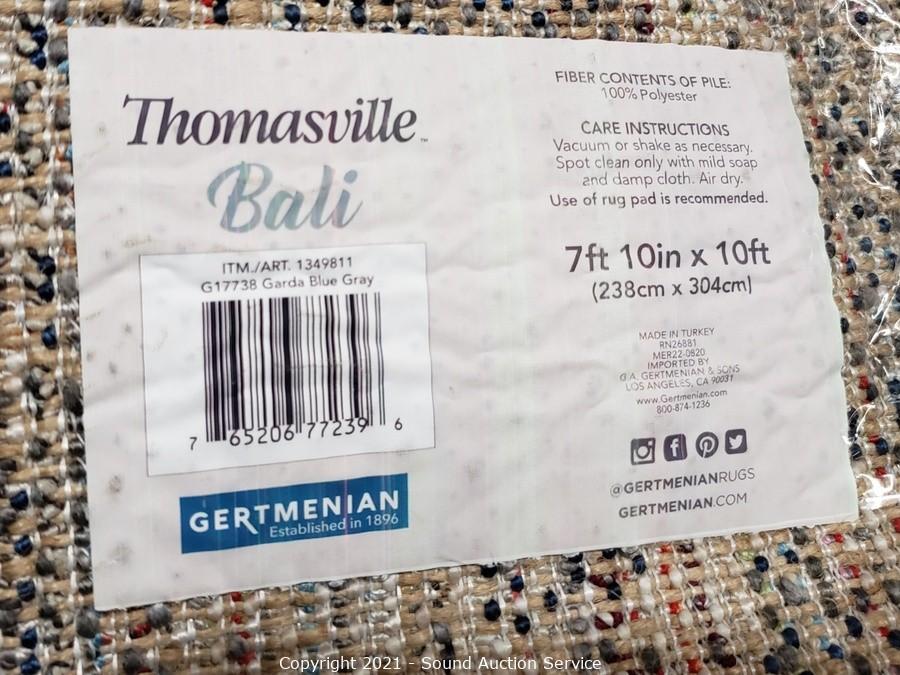 Thomasville™
Bali
ITM./ART. 1349811
G17738 Garda Blue Gray
7 65206 77239 6
GERTMENIAN
Established in 1896
FIBER CONTENTS OF PILE:
100% Polyester
CARE INSTRUCTIONS
Vacuum or shake as necessary.
Spot clean only with mild soap
and damp cloth. Air dry.
Use of rug pad is recommended.
7ft 10in x 10ft
(238cm x 304cm)
MADE IN TURKEY
RN26881
MER22-0820
IMPORTED BY
G.A. GERTMENIAN & SONS
LOS ANGELES, CA 90031
www.Gertmenian.com
800-874-1236
@GERTMENIANRUGS
GERTMENIAN.COM
Copyright 2021 - Sound Auction Service